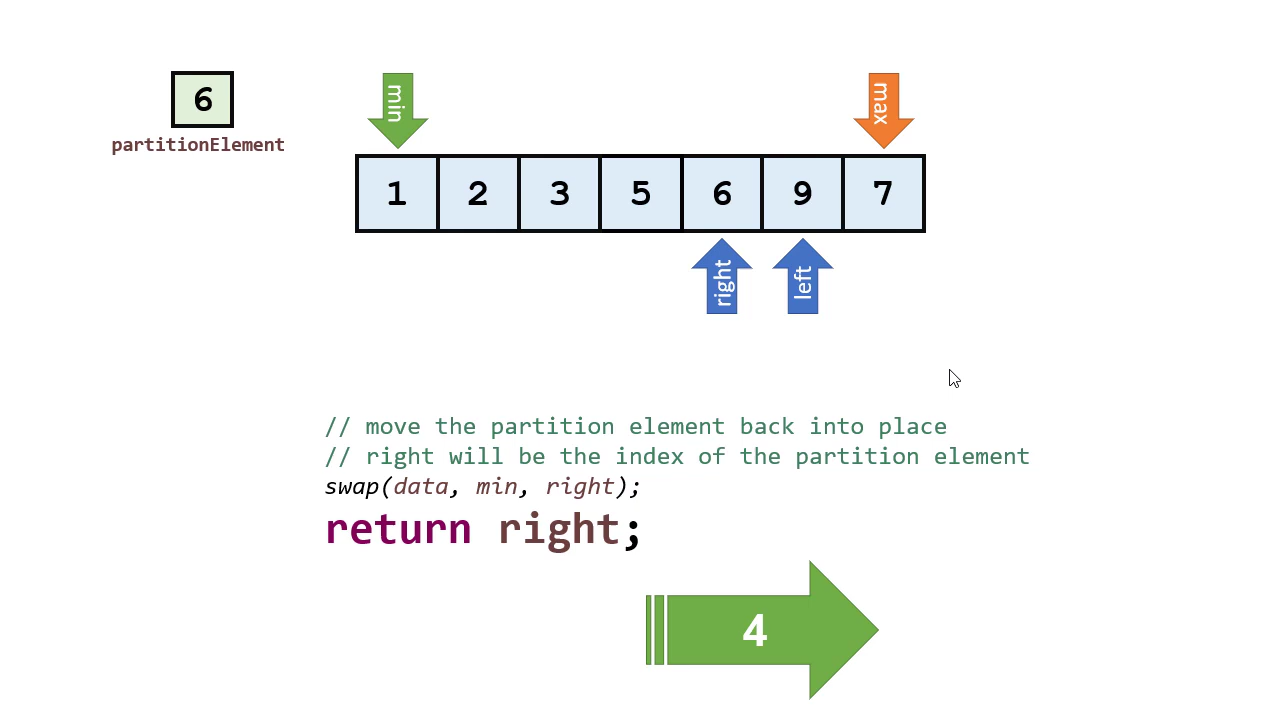 6
partitionElement
min
max
1 2 3 5 6 9 7
right
left
// move the partition element back into place
// right will be the index of the partition element
swap(data, min, right);
return right;
4